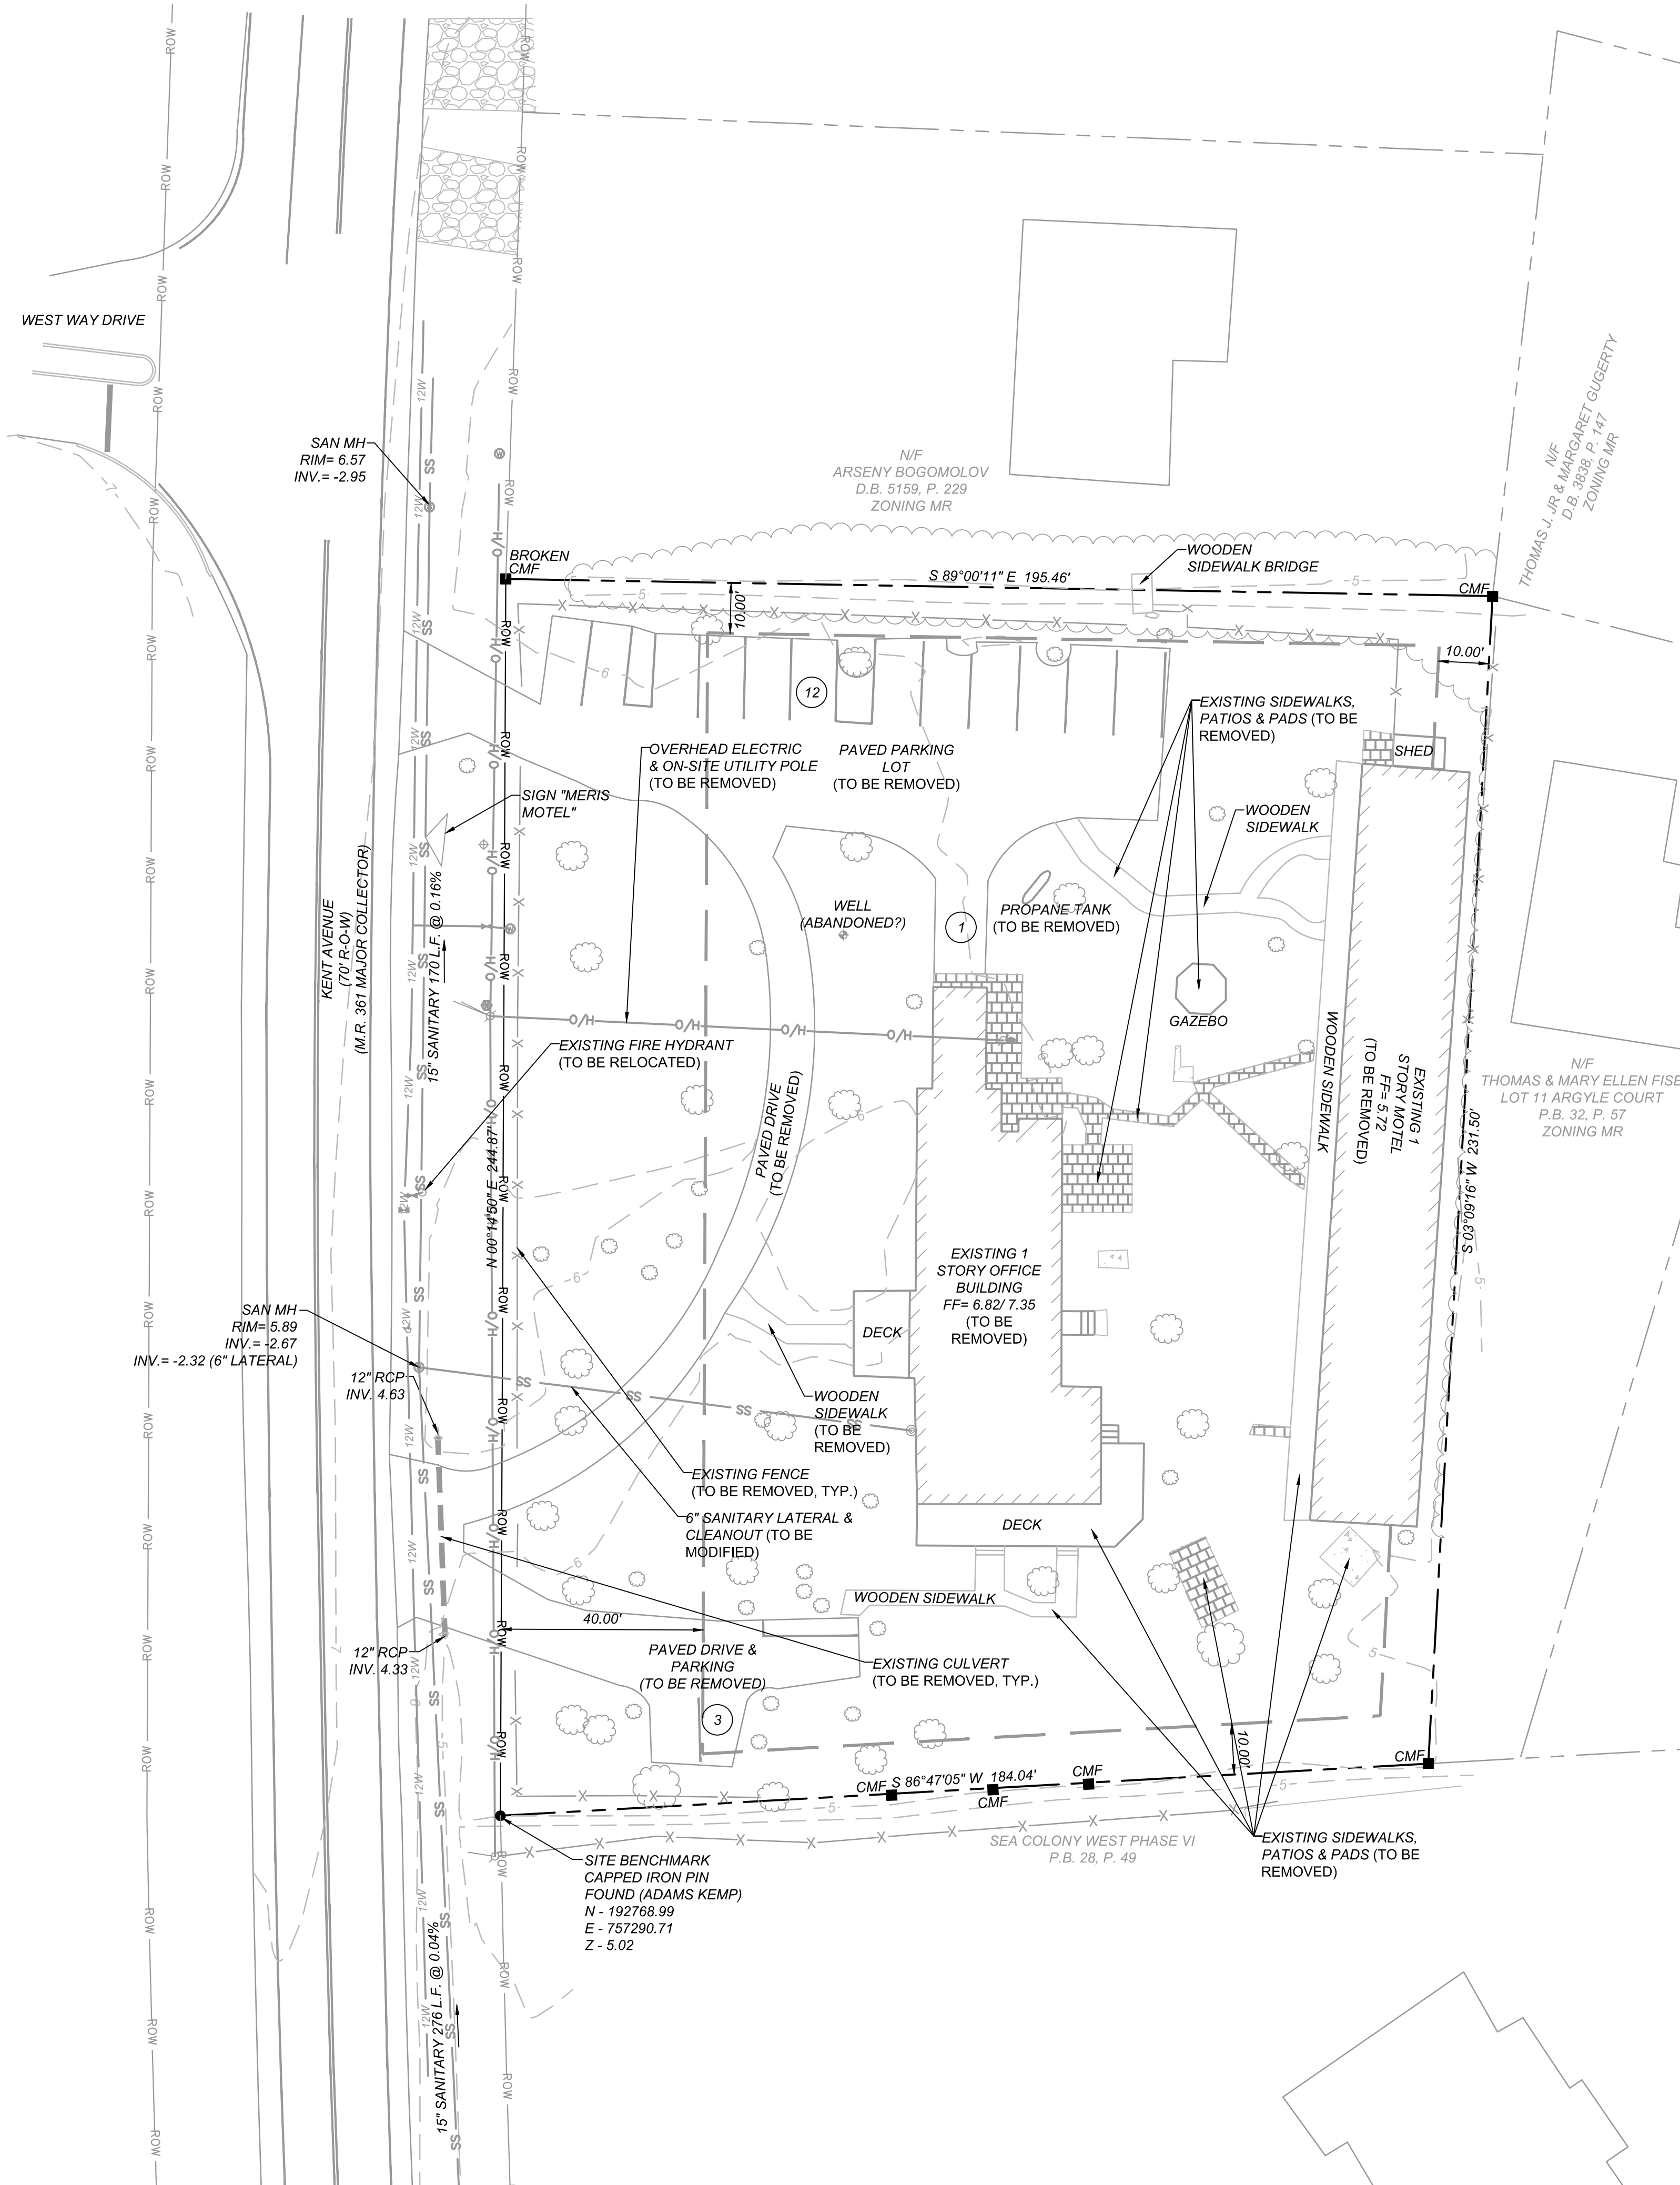 WEST WAY DRIVE
SAN MH
RIM= 6.57
INV.= -2.95
N/F
ARSENY BOGOMOLOV
D.B. 5159, P. 229
ZONING MR
N/F
THOMAS J. JR & MARGARET GUGERTY
D.B. 3838, P. 147
ZONING MR
BROKEN
CMF
S 89°00'11" E  195.46'
WOODEN
SIDEWALK BRIDGE
CMF
10.00'
10.00'
12
OVERHEAD ELECTRIC
& ON-SITE UTILITY POLE
(TO BE REMOVED)
PAVED PARKING
LOT
(TO BE REMOVED)
EXISTING SIDEWALKS,
PATIOS & PADS (TO BE
REMOVED)
SHED
SIGN "MERIS
MOTEL"
WOODEN
SIDEWALK
KENT AVENUE
(70' R-O-W)
(M.R. 361 MAJOR COLLECTOR)
15" SANITARY 170 L.F. @ 0.16%
WELL
(ABANDONED?)
1
PROPANE TANK
(TO BE REMOVED)
GAZEBO
EXISTING FIRE HYDRANT
(TO BE RELOCATED)
PAVED DRIVE
(TO BE REMOVED)
WOODEN SIDEWALK
EXISTING 1
STORY MOTEL
FF= 5.72
(TO BE REMOVED)
N/F
THOMAS & MARY ELLEN FISE
LOT 11 ARGYLE COURT
P.B. 32, P. 57
ZONING MR
N 00°14'50" E  244.87'
S 03°09'16" W  231.50'
EXISTING 1
STORY OFFICE
BUILDING
FF= 6.82/ 7.35
(TO BE
REMOVED)
DECK
SAN MH
RIM= 5.89
INV.= -2.67
INV.= -2.32 (6" LATERAL)
12" RCP
INV. 4.63
WOODEN
SIDEWALK
(TO BE
REMOVED)
EXISTING FENCE
(TO BE REMOVED, TYP.)
6" SANITARY LATERAL &
CLEANOUT (TO BE
MODIFIED)
DECK
WOODEN SIDEWALK
40.00'
12" RCP
INV. 4.33
PAVED DRIVE &
PARKING
(TO BE REMOVED)
EXISTING CULVERT
(TO BE REMOVED, TYP.)
3
10.00'
CMF
S 86°47'05" W  184.04'
CMF
CMF
CMF
SEA COLONY WEST PHASE VI
P.B. 28, P. 49
EXISTING SIDEWALKS,
PATIOS & PADS (TO BE
REMOVED)
SITE BENCHMARK
CAPPED IRON PIN
FOUND (ADAMS KEMP)
N - 192768.99
E - 757290.71
Z - 5.02
15" SANITARY 276 L.F. @ 0.04%